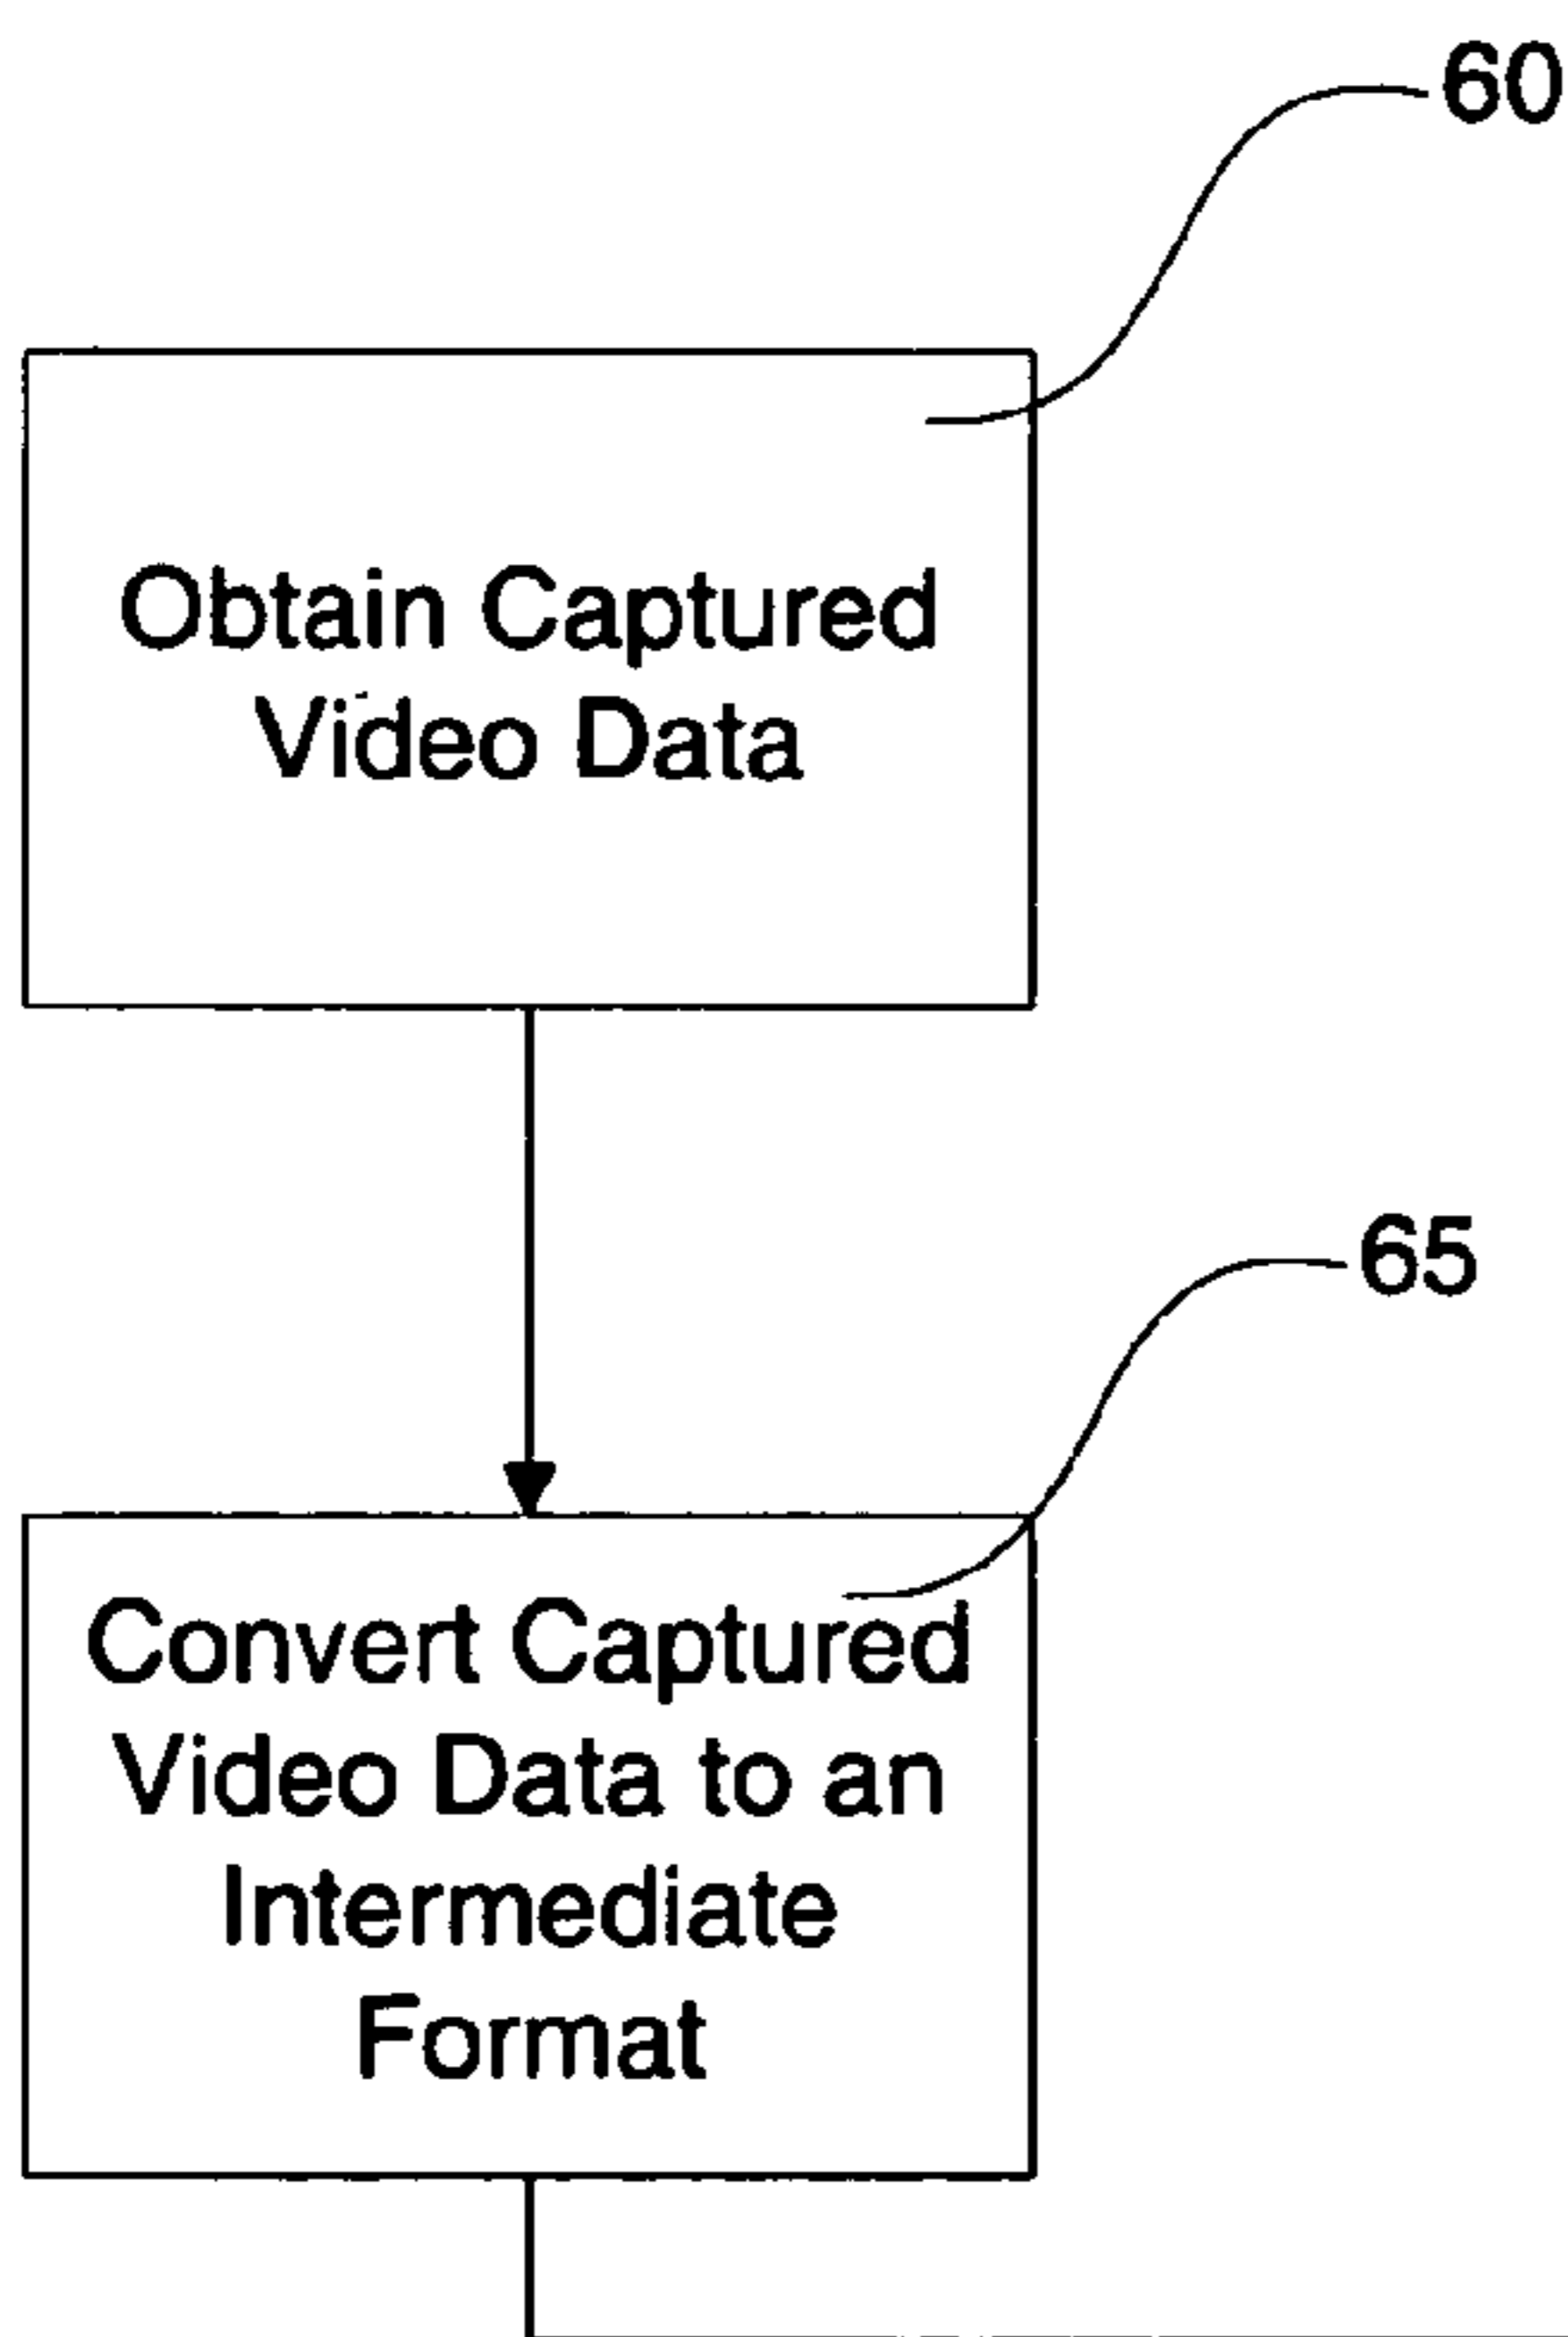 60
Obtain Captured
Video Data
65
Convert Captured
Video Data to an
Intermediate
Format